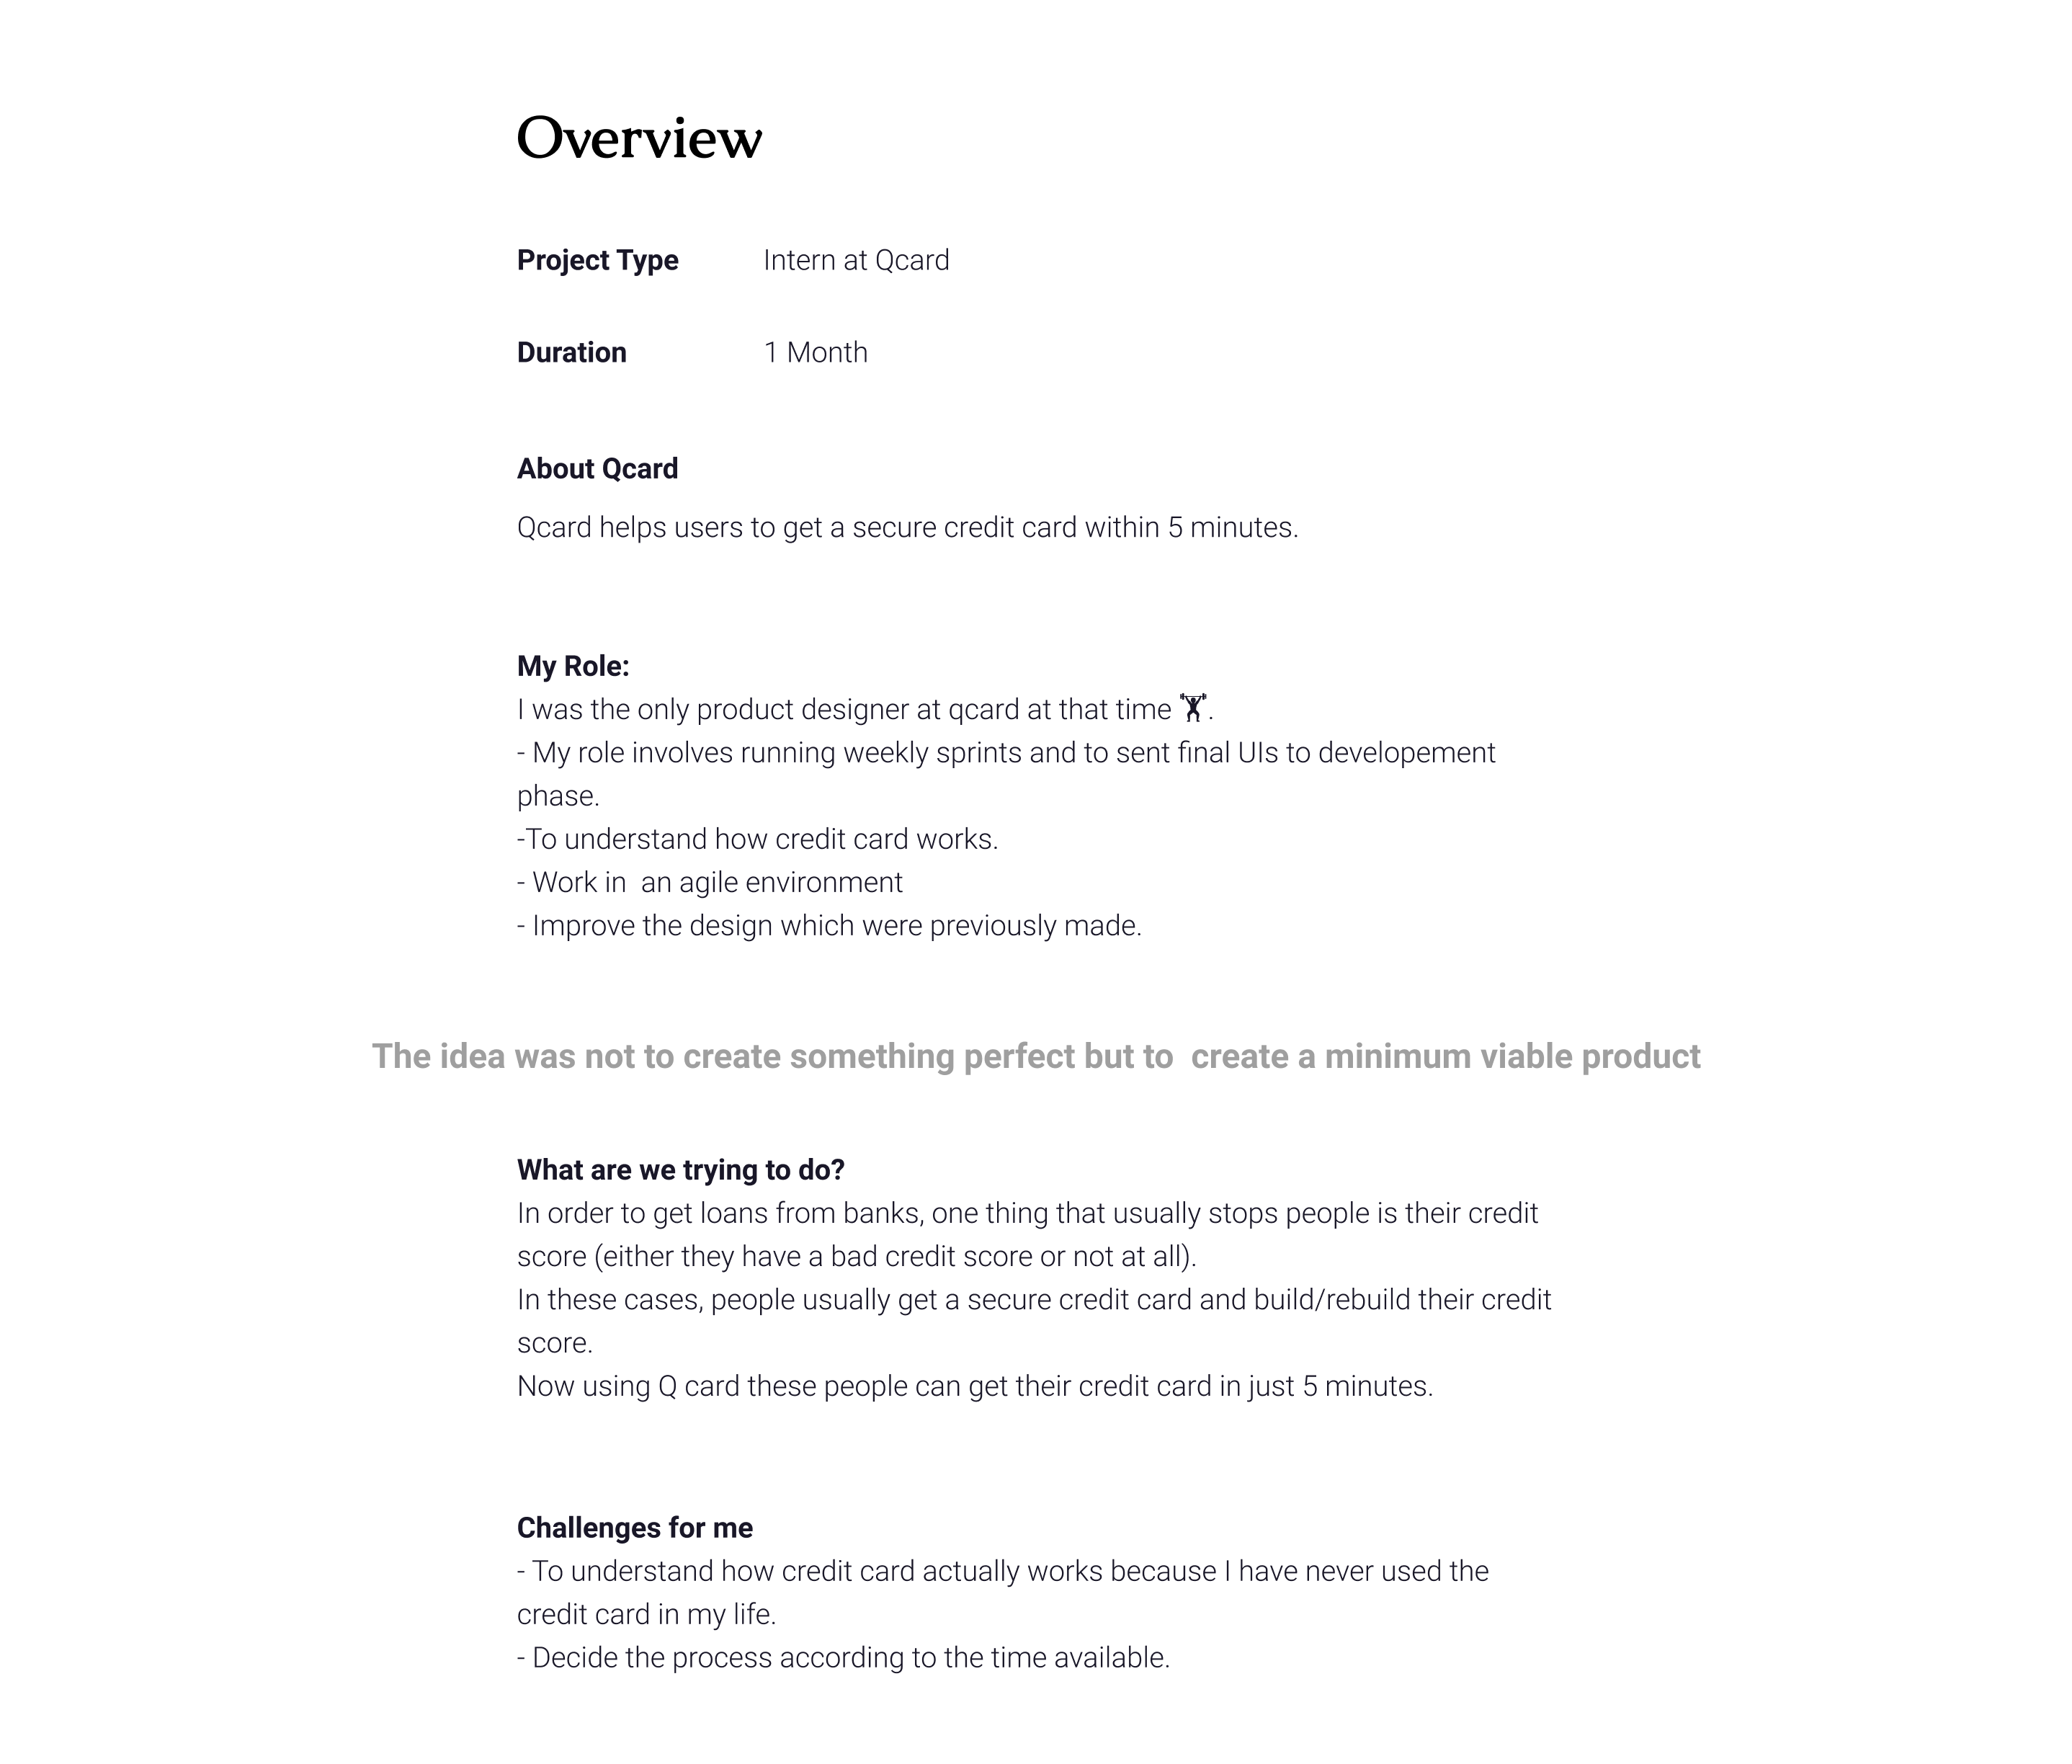 Overview
Project Type Intern at Qcard
Duration 1 Month
About Qcard
Qcard helps users to get a secure credit card within 5 minutes.
My Role:
I was the only product designer at qcard at that time 🏋.
- My role involves running weekly sprints and to sent final UIs to developement
phase.
-To understand how credit card works.
- Work in  an agile environment
- Improve the design which were previously made.
The idea was not to create something perfect but to  create a minimum viable product
What are we trying to do?
In order to get loans from banks, one thing that usually stops people is their credit
score (either they have a bad credit score or not at all).
In these cases, people usually get a secure credit card and build/rebuild their credit
score.
Now using Q card these people can get their credit card in just 5 minutes.
Challenges for me
- To understand how credit card actually works because I have never used the
credit card in my life.
- Decide the process according to the time available.